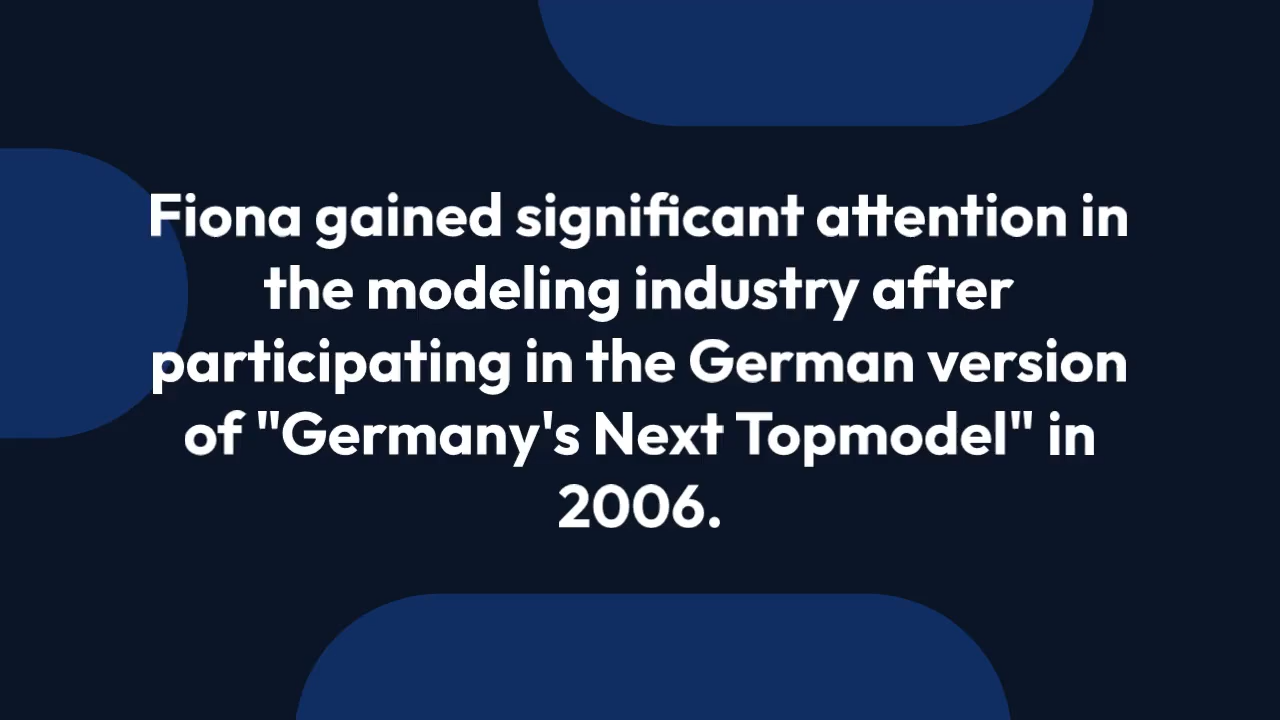 Fiona gained significant attention in
the modeling industry after
participating in the German version
of "Germany's Next Topmodel" in
2006.